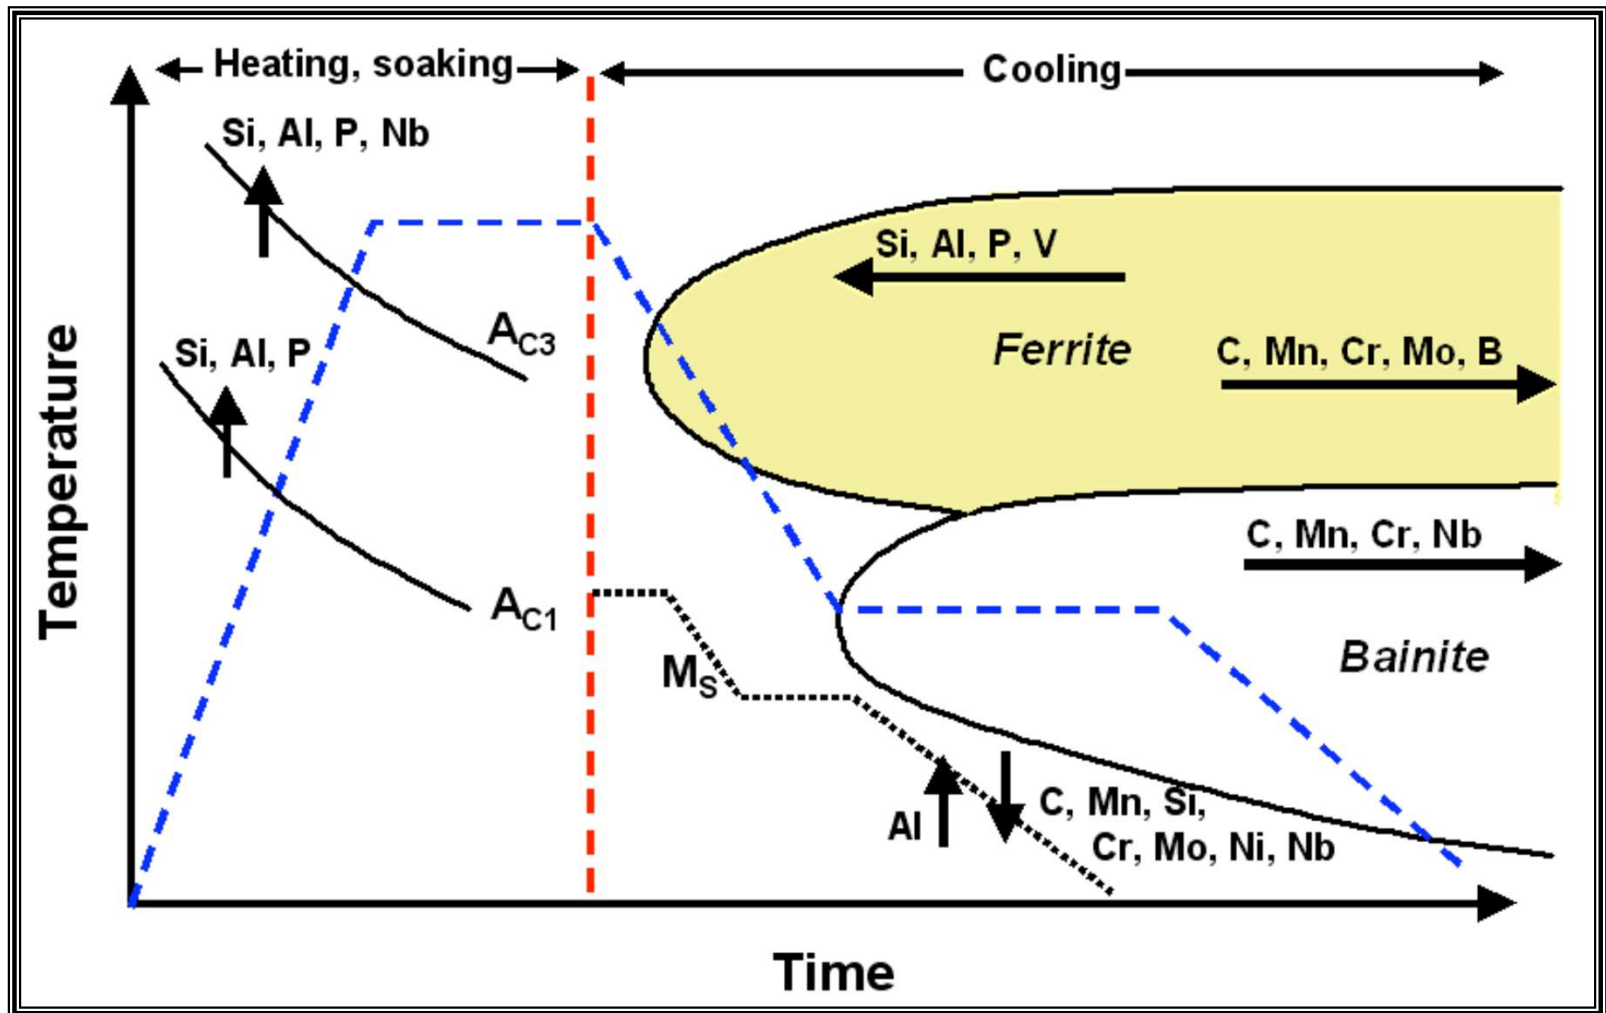 Heating, soaking
Cooling
Si, Al, P, Nb
Si, Al, P, V
AC3
Ferrite
C, Mn, Cr, Mo, B
Si, Al, P
C, Mn, Cr, Nb
AC1
Bainite
MS
Al
C, Mn, Si,
Cr, Mo, Ni, Nb
Temperature
Time